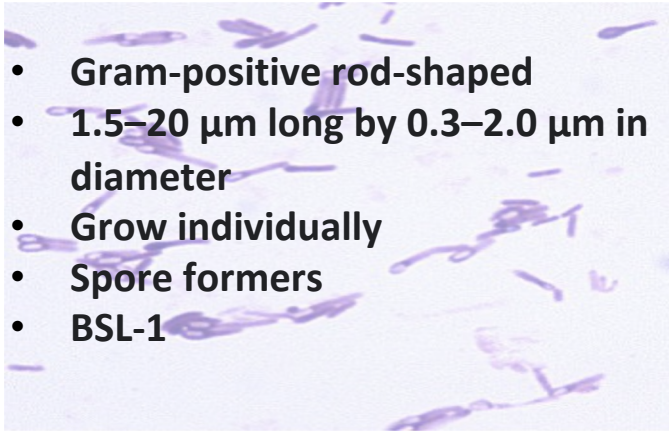 • Gram-positive rod-shaped
• 1.5–20 µm long by 0.3–2.0 µm in
diameter
• Grow individually
• Spore formers
• BSL-1